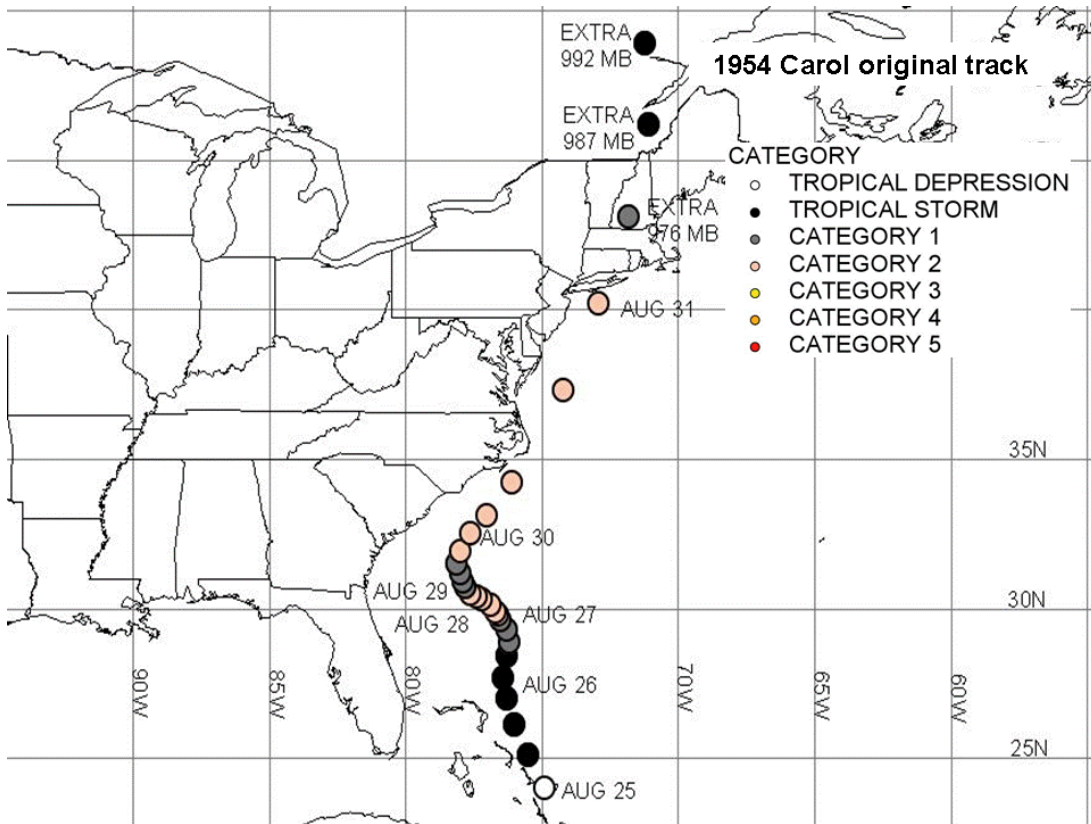 EXTRA
992 MB
1954 Carol original track
EXTRA
987 MB
CATEGORY
TROPICAL DEPRESSION
TROPICAL STORM
CATEGORY 1
CATEGORY 2
CATEGORY 3
CATEGORY 4
CATEGORY 5
EXTRA
976 MB
AUG 31
35N
AUG 30
AUG 29
30N
AUG 27
AUG 28
AUG 26
90W
85W
80W
70W
65W
60W
25N
AUG 25